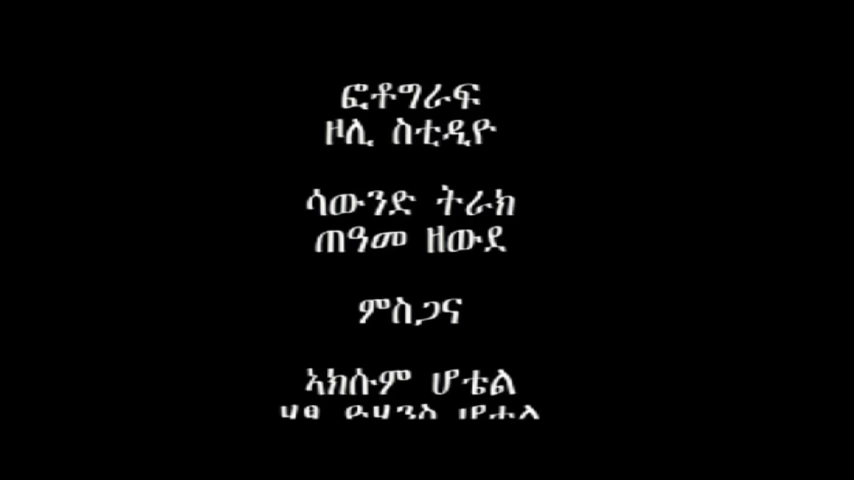 ፎቶግራፍ
ዞሊ ስቲዲዮ
ሳውንድ ትራክ
ጠዓመ ዘውደ
ምስጋና
ኣክሱም ሆቴል